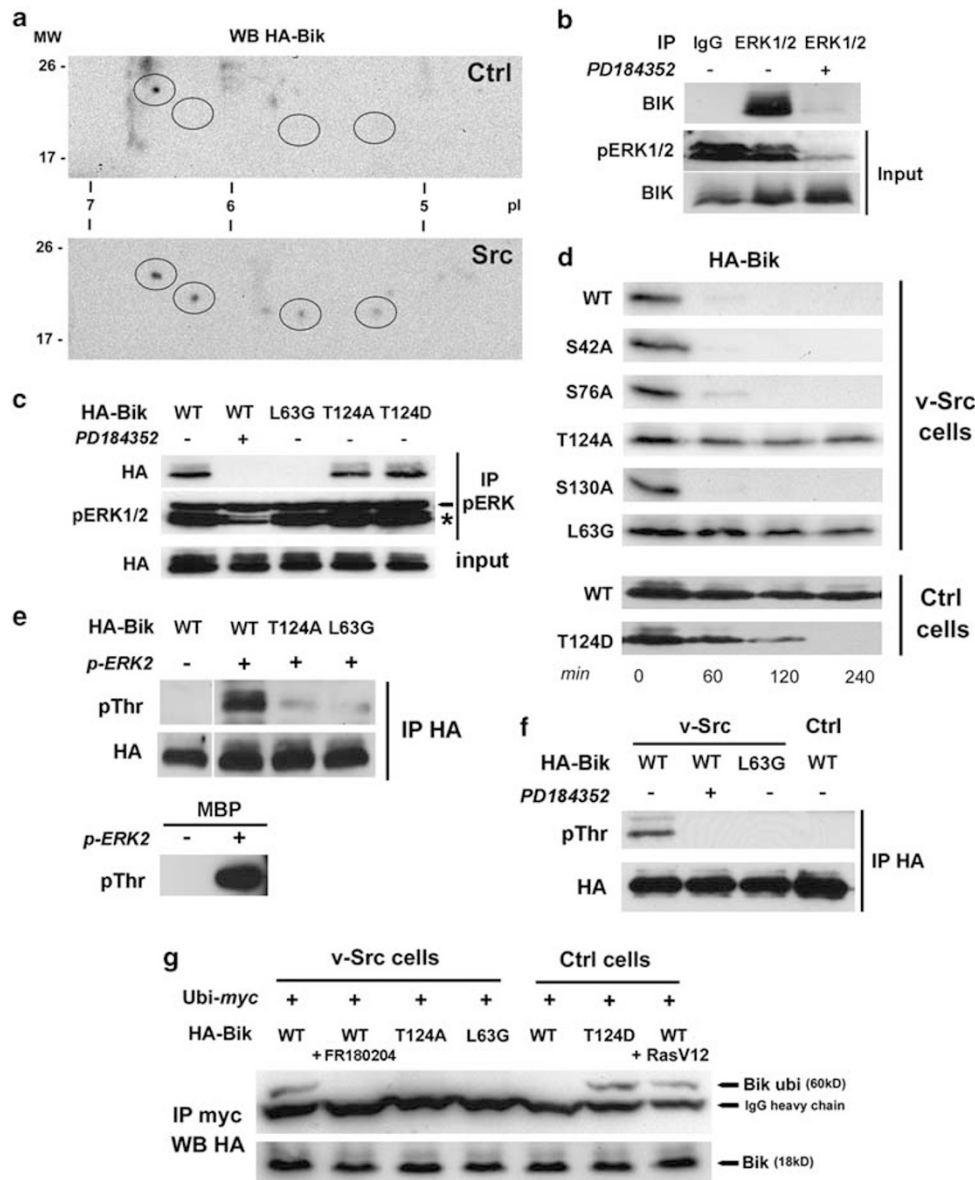 a
WB HA-Bik
MW
26 -
Ctrl
17 -
7 6 5 pI
26 -
Src
17 -
b
IP IgG ERK1/2 ERK1/2
PD184352 - - +
BIK
pERK1/2
BIK
Input
c
HA-Bik WT WT L63G T124A T124D
PD184352 - + - - -
HA
pERK1/2
*
IP
pERK
HA
input
d
HA-Bik
WT
S42A
S76A
T124A
S130A
L63G
v-Src
cells
WT
T124D
Ctrl
cells
min 0 60 120 240
e
HA-Bik WT WT T124A L63G
p-ERK2 - + + +
pThr
HA
IP HA
MBP
p-ERK2 - +
pThr
f
v-Src Ctrl
HA-Bik WT WT L63G WT
PD184352 - + - -
pThr
HA
IP HA
g
v-Src cells Ctrl cells
Ubi-myc + + + + + + +
HA-Bik WT WT T124A L63G WT T124D WT
+ FR180204 + RasV12
IP myc
WB HA
Bik ubi (60kD)
IgG heavy chain
Bik (18kD)